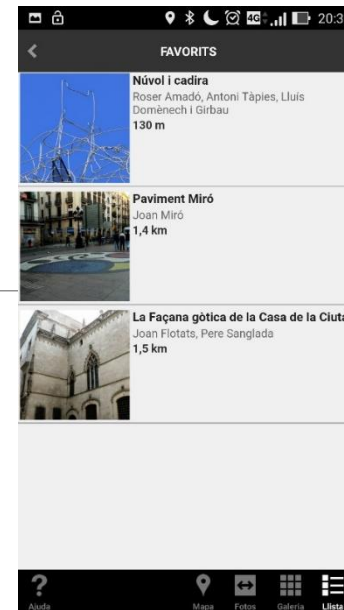 4G 20:3
FAVORITS
Núvol i cadira
Roser Amadó, Antoni Tàpies, Lluís
Domènech i Girbau
130 m
Paviment Miró
Joan Miró
1,4 km
La Façana gòtica de la Casa de la Ciuta
Joan Flotats, Pere Sanglada
1,5 km
? Ajuda
Mapa Fotos Galeria Llista